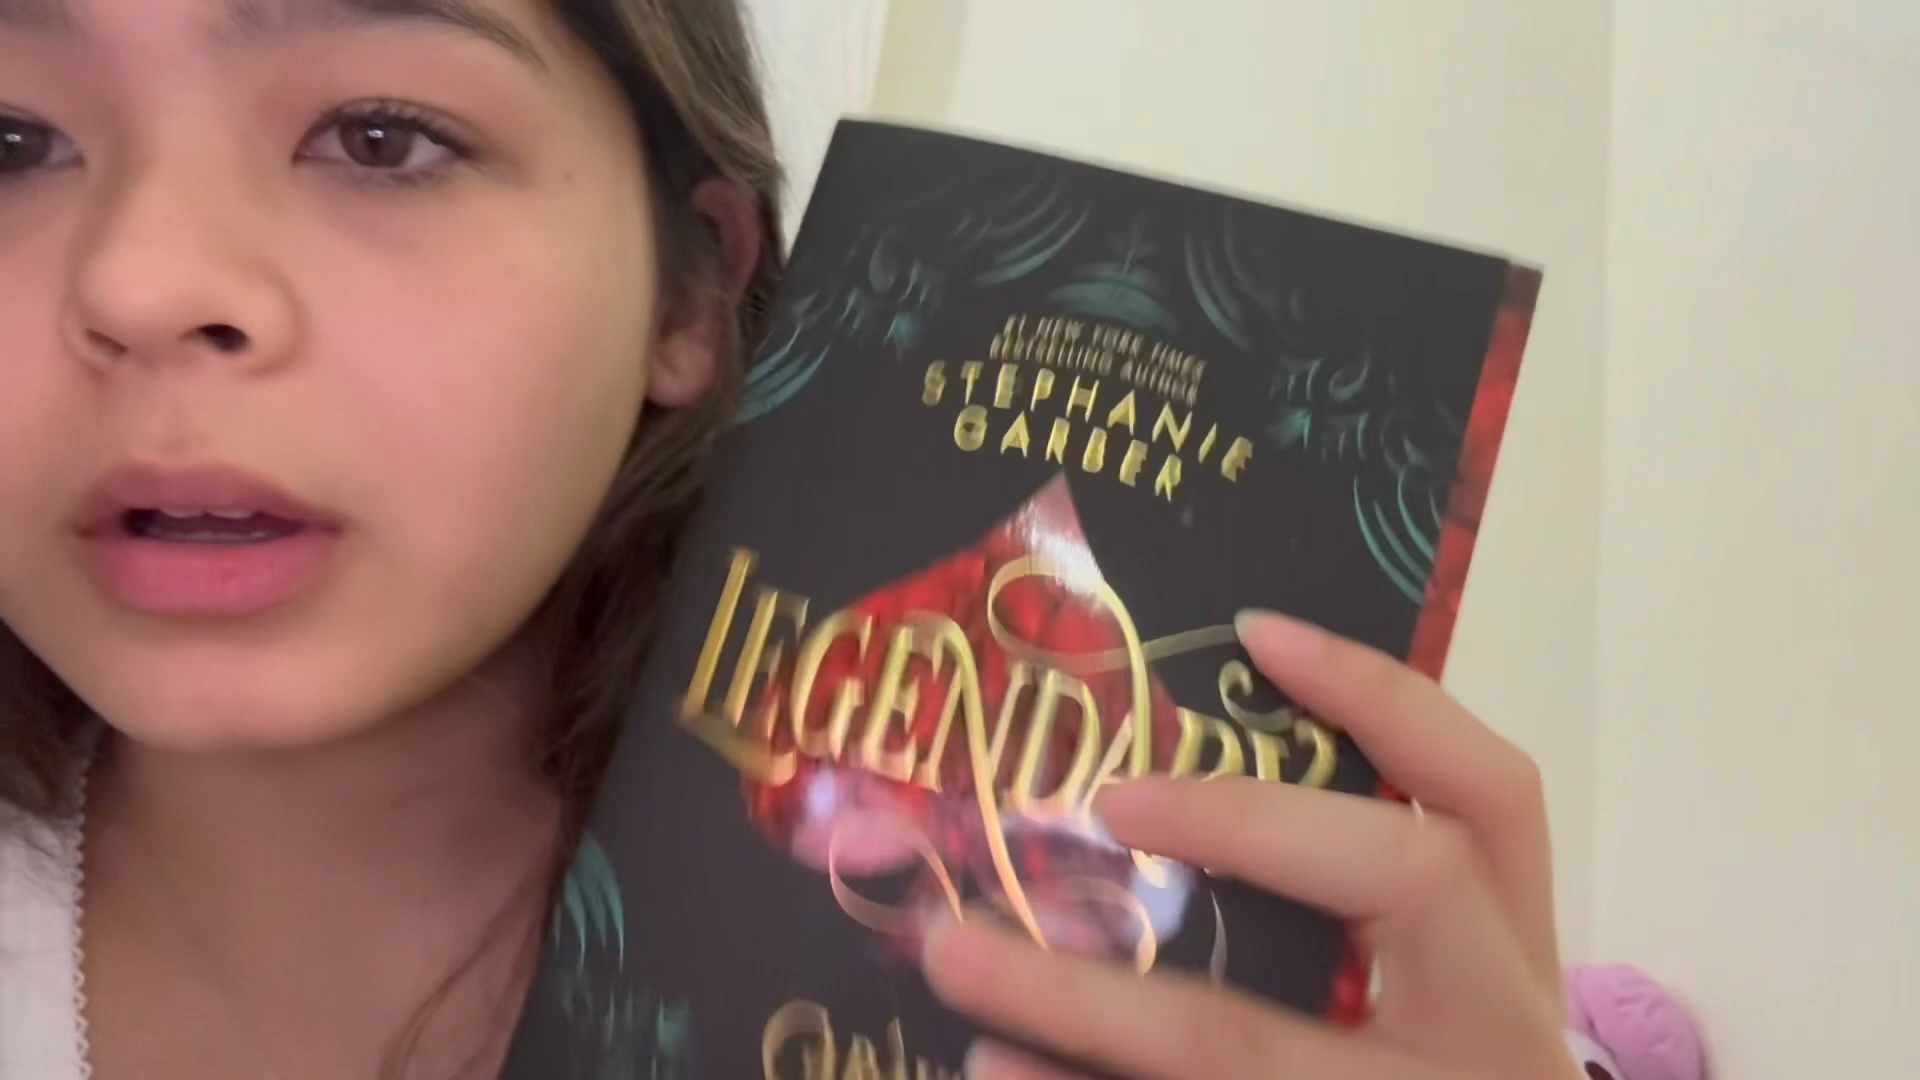 #1 NEW YORK TIMES
BESTSELLING AUTHOR
STEPHANIE
GARBER
LEGENDARY